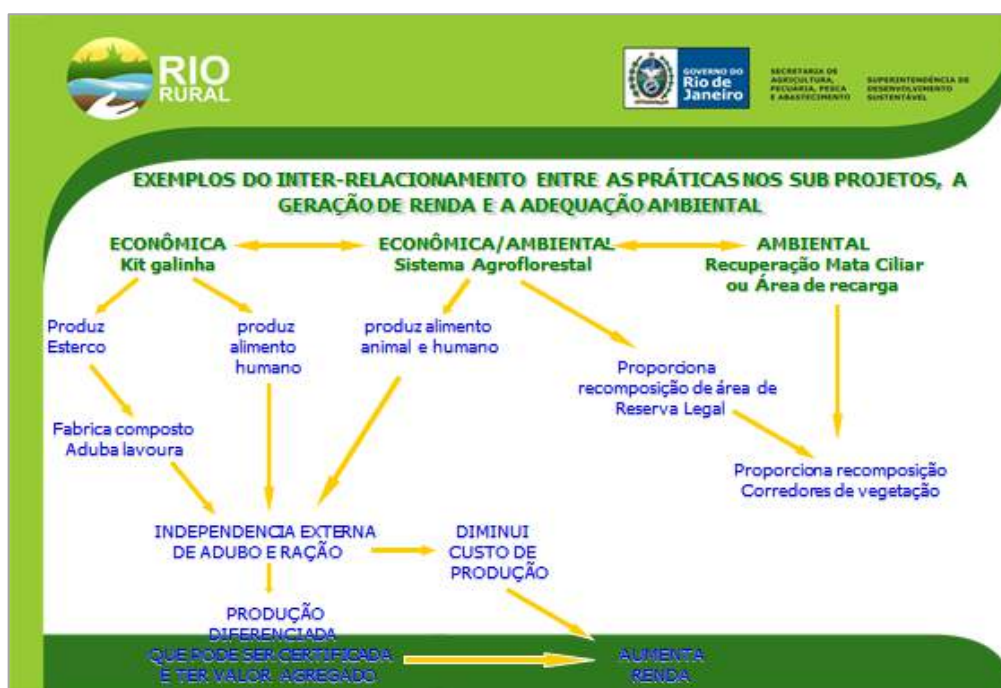 RIO
RURAL
GOVERNO DO
Rio de
Janeiro
SECRETARIA DE
AGRICULTURA,
PECUÁRIA, PESCA
E ABASTECIMENTO
SUPERINTENDÊNCIA DE
DESENVOLVIMENTO
SUSTENTÁVEL
EXEMPLOS DO INTER-RELACIONAMENTO ENTRE AS PRÁTICAS NOS SUB PROJETOS, A
GERAÇÃO DE RENDA E A ADEQUAÇÃO AMBIENTAL
ECONÔMICA
Kit galinha
ECONÔMICA/AMBIENTAL
Sistema Agroflorestal
AMBIENTAL
Recuperação Mata Ciliar
ou Área de recarga
Produz
Esterco
produz
alimento
humano
produz alimento
animal e humano
Proporciona
recomposição de área de
Reserva Legal
Fabrica composto
Aduba lavoura
Proporciona recomposição
Corredores de vegetação
INDEPENDENCIA EXTERNA
DE ADUBO E RAÇÃO
DIMINUI
CUSTO DE
PRODUÇÃO
PRODUÇÃO
DIFERENCIADA
QUE PODE SER CERTIFICADA
E TER VALOR AGREGADO
AUMENTA
RENDA